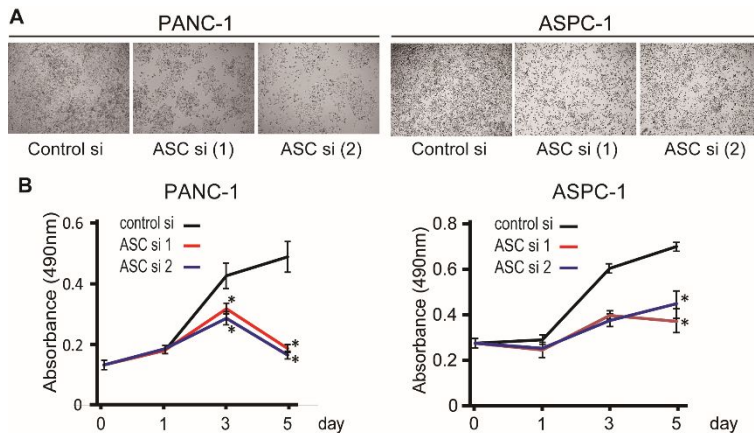 A
PANC-1
ASPC-1
Control si
ASC si (1)
ASC si (2)
Control si
ASC si (1)
ASC si (2)
B
PANC-1
Absorbance (490nm)
0.6
0.4
0.2
0
control si
ASC si 1
ASC si 2
*
*
*
*
0 1 3 5 day
ASPC-1
Absorbance (490nm)
0.8
0.6
0.4
0.2
0
control si
ASC si 1
ASC si 2
*
*
0 1 3 5 day